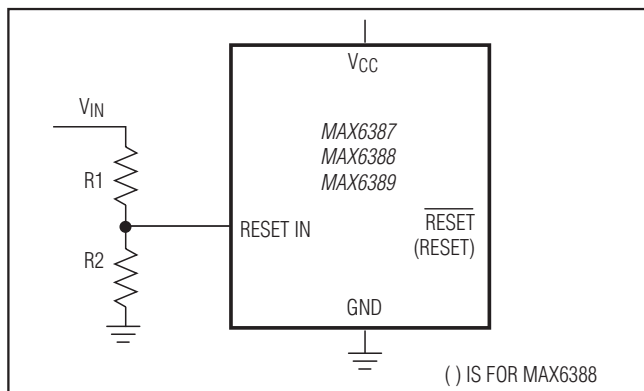 VCC
VIN
MAX6387
MAX6388
MAX6389
R1
RESET IN
RESET
(RESET)
R2
GND
( ) IS FOR MAX6388